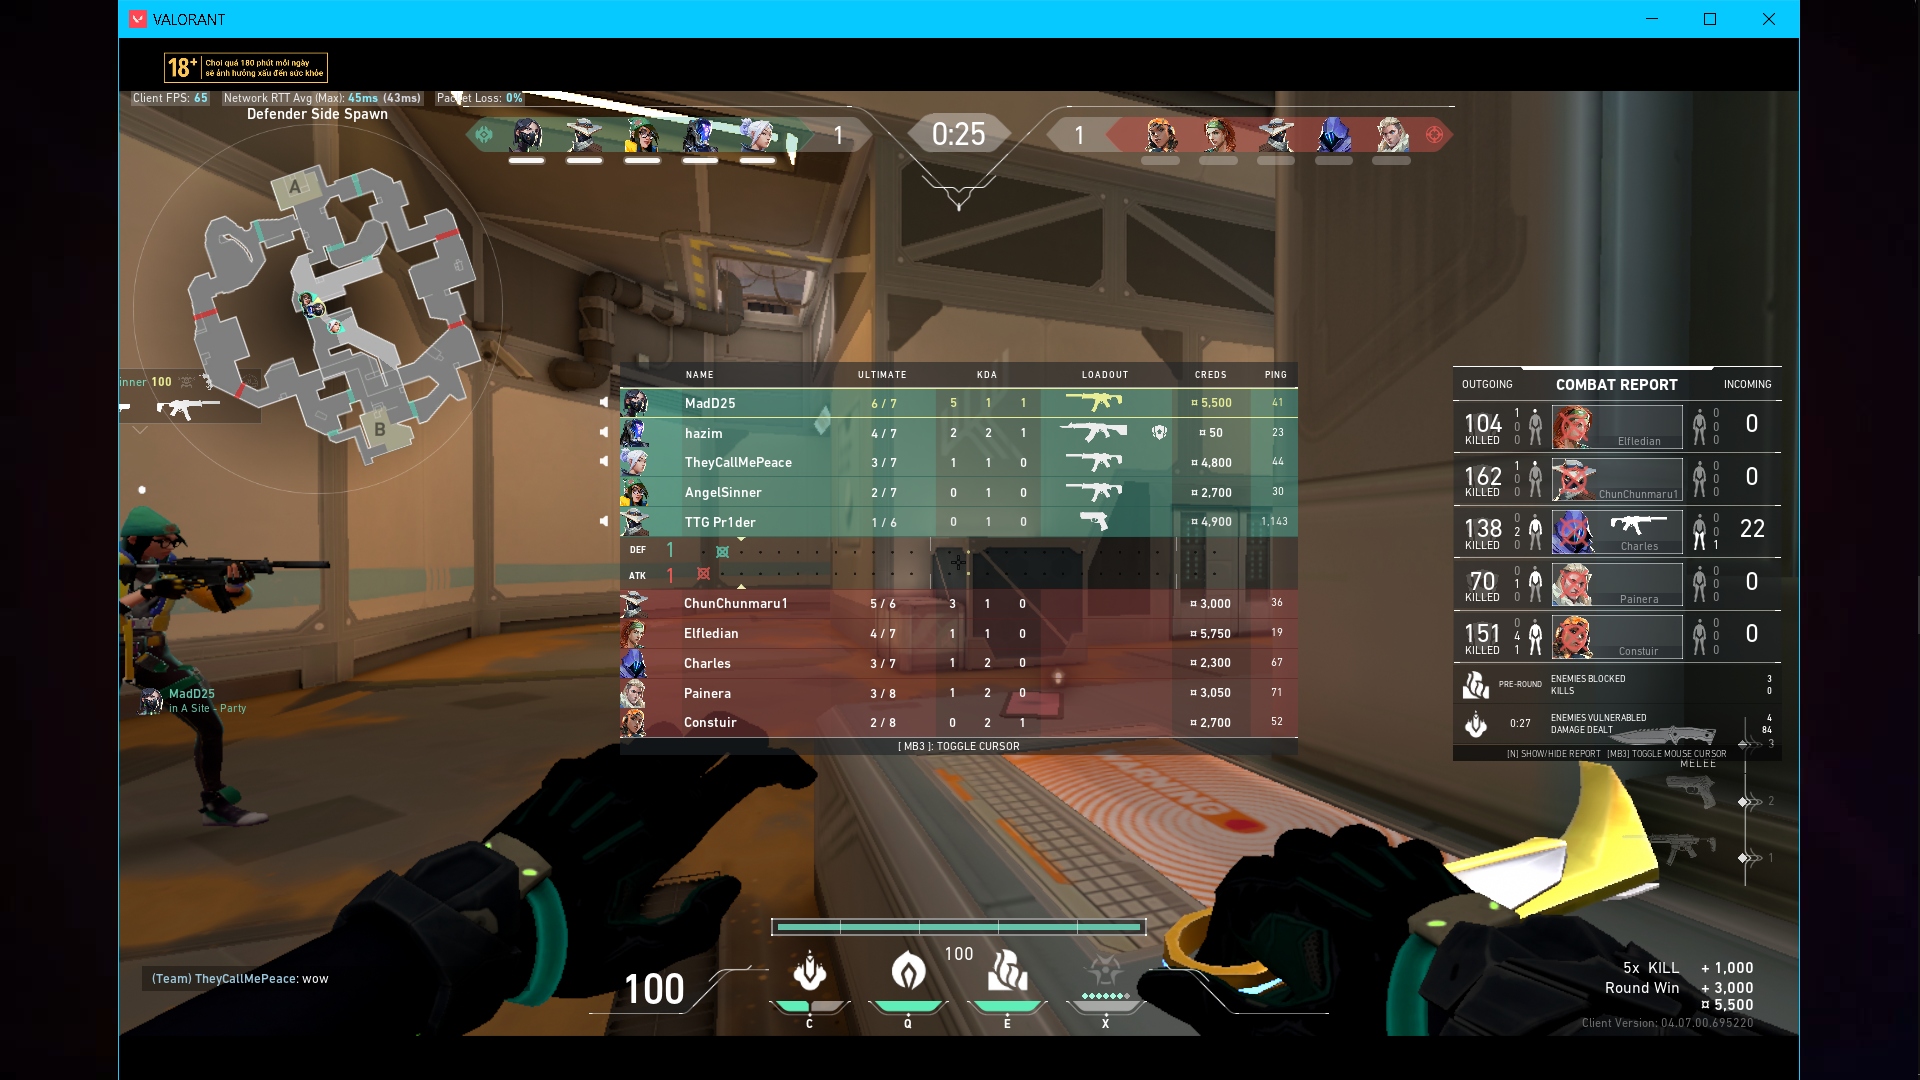 VALORANT
18+ Chơi quá 180 phút mỗi ngày
sẽ ảnh hưởng xấu đến sức khỏe
Client FPS: 65 Network RTT Avg (Max): 45ms (43ms) Packet Loss: 0%
Defender Side Spawn
1 0:25 1
A
B
inner 100
NAME ULTIMATE KDA LOADOUT CREDS PING
MadD25 6 / 7 5 1 1 ¤ 5,500 41
hazim 4 / 7 2 2 1 ¤ 50 23
TheyCallMePeace 3 / 7 1 1 0 ¤ 4,800 44
AngelSinner 2 / 7 0 1 0 ¤ 2,700 30
TTG Pr1der 1 / 6 0 1 0 ¤ 4,900 1,143
DEF 1
ATK 1
ChunChunmaru1 5 / 6 3 1 0 ¤ 3,000 36
Elfledian 4 / 7 1 1 0 ¤ 5,750 19
Charles 3 / 7 1 2 0 ¤ 2,300 67
Painera 3 / 8 1 2 0 ¤ 3,050 71
Constuir 2 / 8 0 2 1 ¤ 2,700 52
[ MB3 ]: TOGGLE CURSOR
OUTGOING COMBAT REPORT INCOMING
104 KILLED 1 0 0 Elfledian 0 0 0 0
162 KILLED 1 0 0 ChunChunmaru1 0 0 0 0
138 KILLED 0 2 0 Charles 0 0 1 22
70 KILLED 0 1 0 Painera 0 0 0 0
151 KILLED 0 4 1 Constuir 0 0 0 0
PRE-ROUND ENEMIES BLOCKED 3
KILLS 0
0:27 ENEMIES VULNERABLED 4
DAMAGE DEALT 84
[N] SHOW/HIDE REPORT [MB3] TOGGLE MOUSE CURSOR
3
MELEE
2
1
MadD25
in A Site - Party
WARNING
(Team) TheyCallMePeace: wow
100
100
C Q E X
5x KILL + 1,000
Round Win + 3,000
¤ 5,500
Client Version: 04.07.00.695220